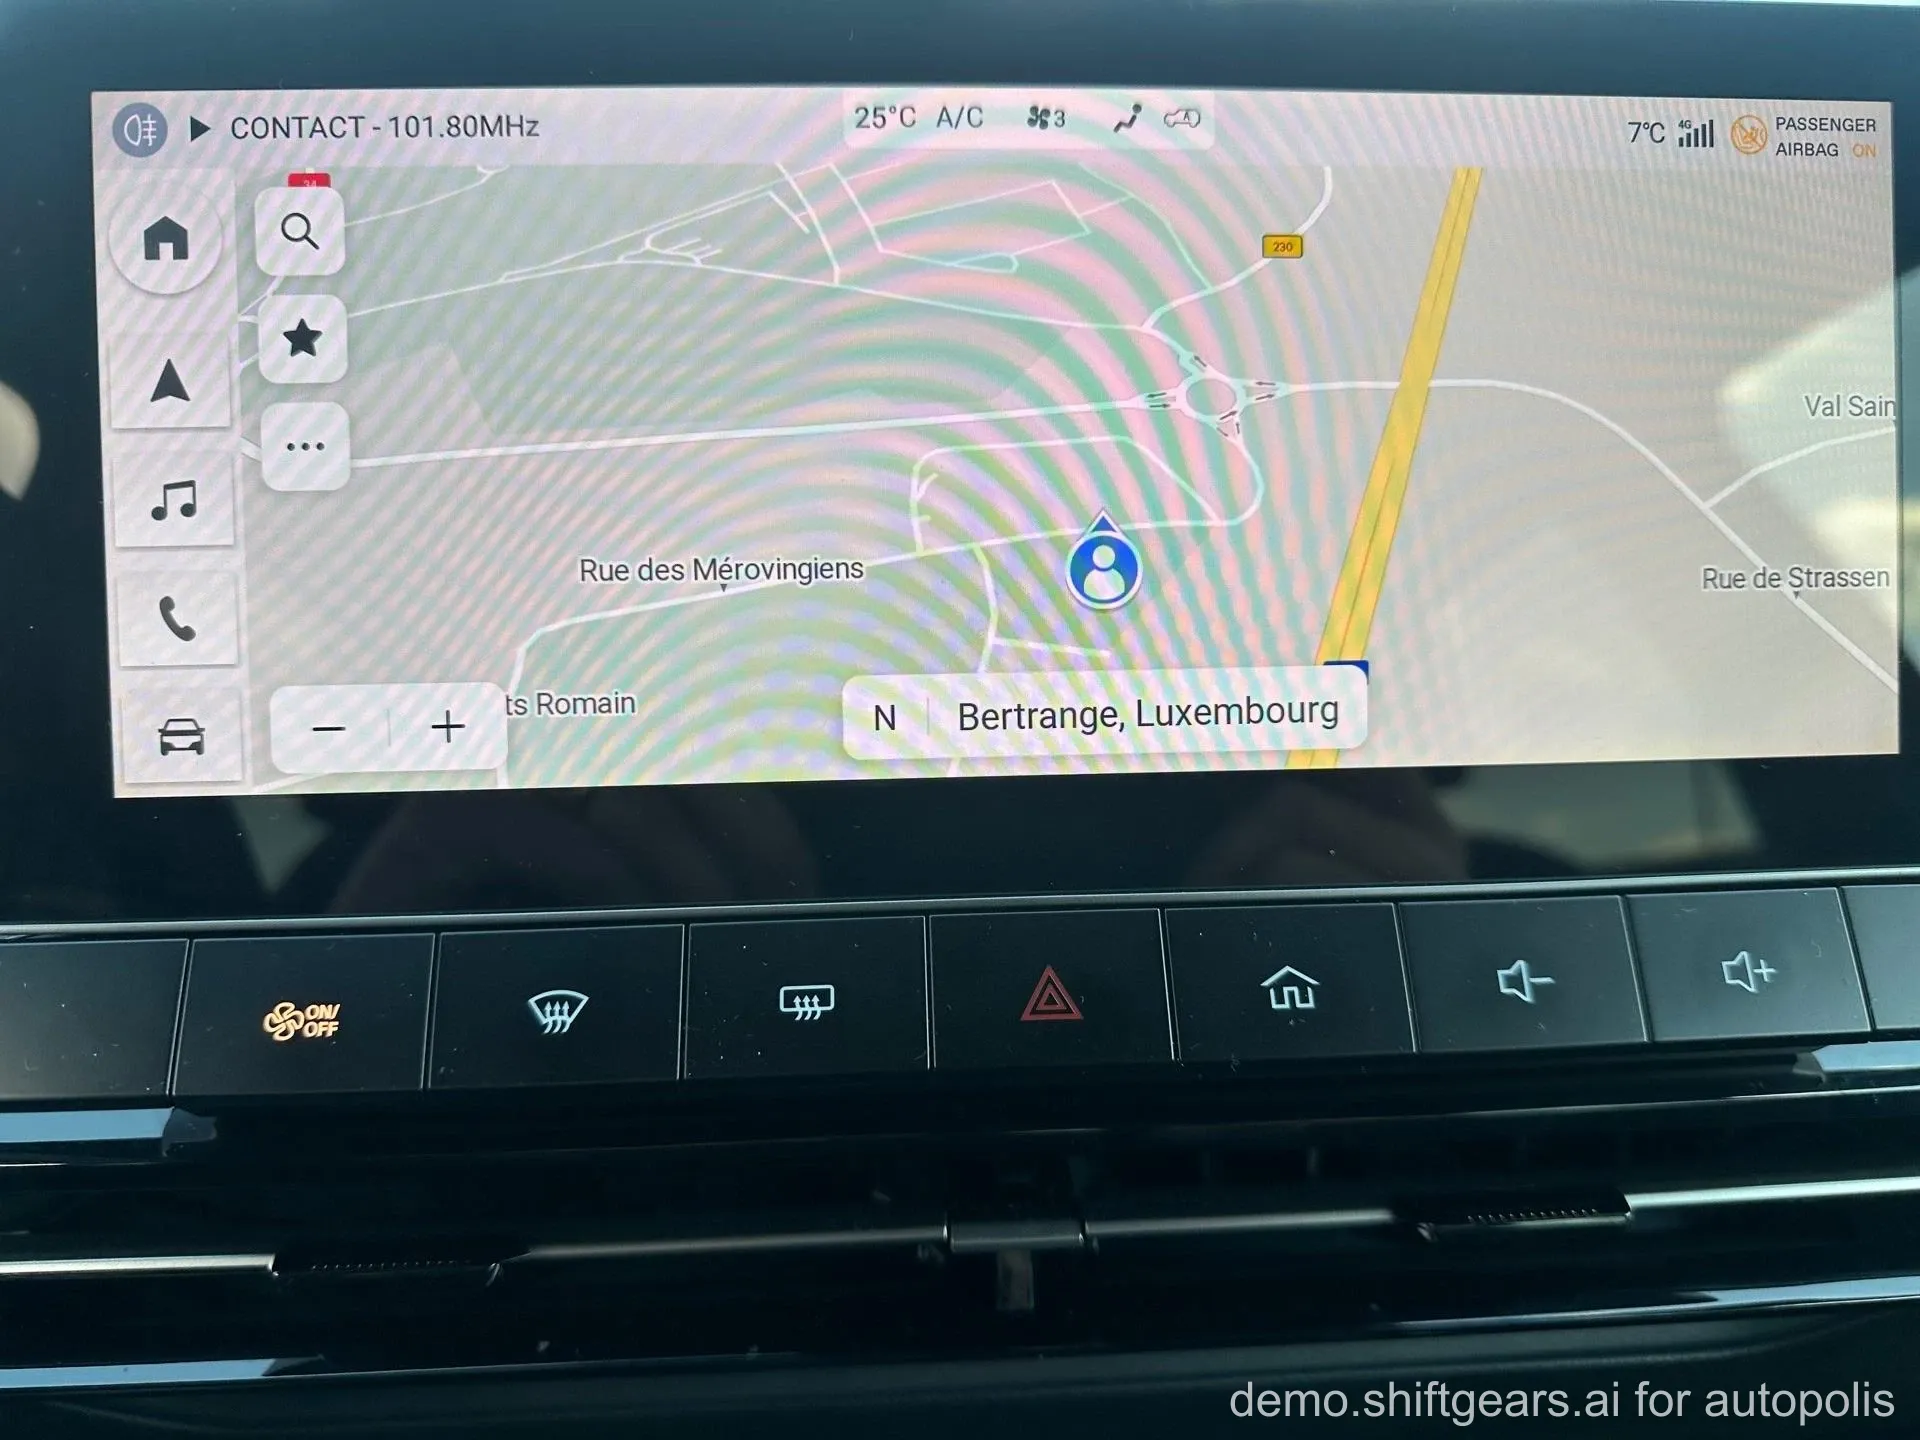 CONTACT - 101.80MHz
25°C A/C 3
7°C 4G
PASSENGER
AIRBAG ON
34
230
Val Sain
Rue des Mérovingiens
Rue de Strassen
ts Romain
N Bertrange, Luxembourg
ON/
OFF
demo.shiftgears.ai for autopolis